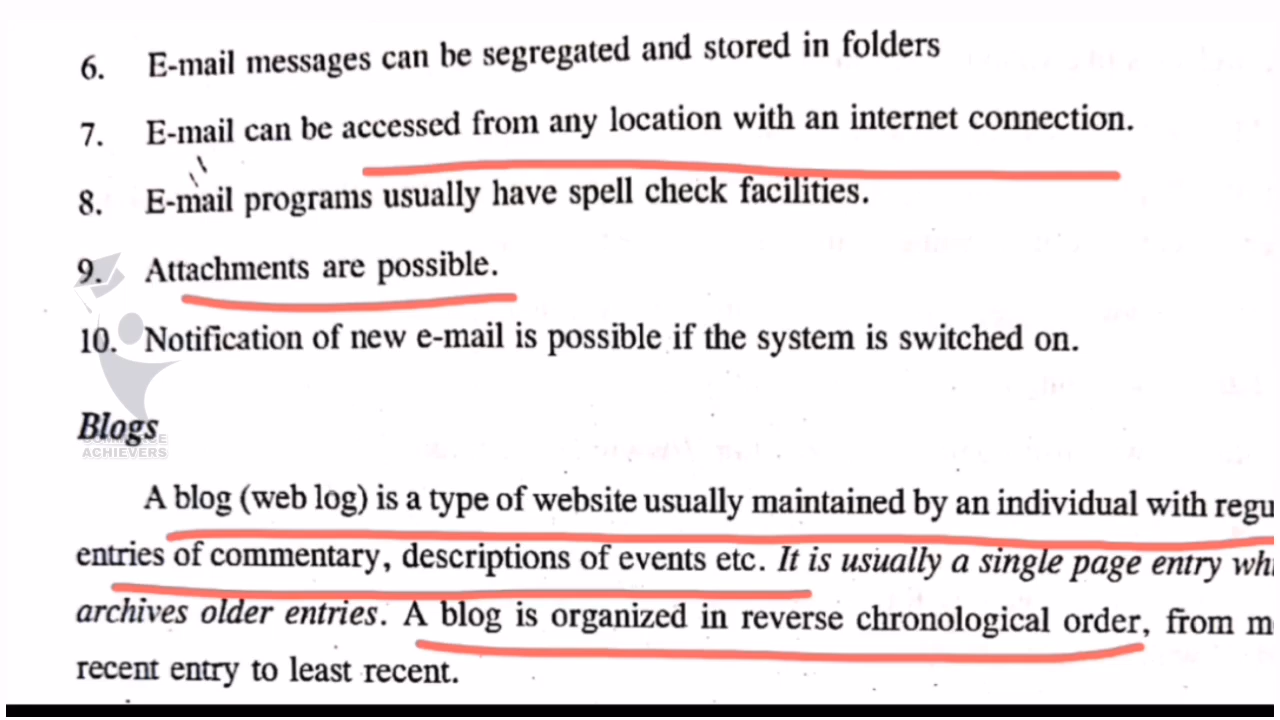 6. E-mail messages can be segregated and stored in folders
7. E-mail can be accessed from any location with an internet connection.
8. E-mail programs usually have spell check facilities.
9. Attachments are possible.
10. Notification of new e-mail is possible if the system is switched on.
Blogs
ACHIEVERS
A blog (web log) is a type of website usually maintained by an individual with regu
entries of commentary, descriptions of events etc. It is usually a single page entry whi
archives older entries. A blog is organized in reverse chronological order, from m
recent entry to least recent.